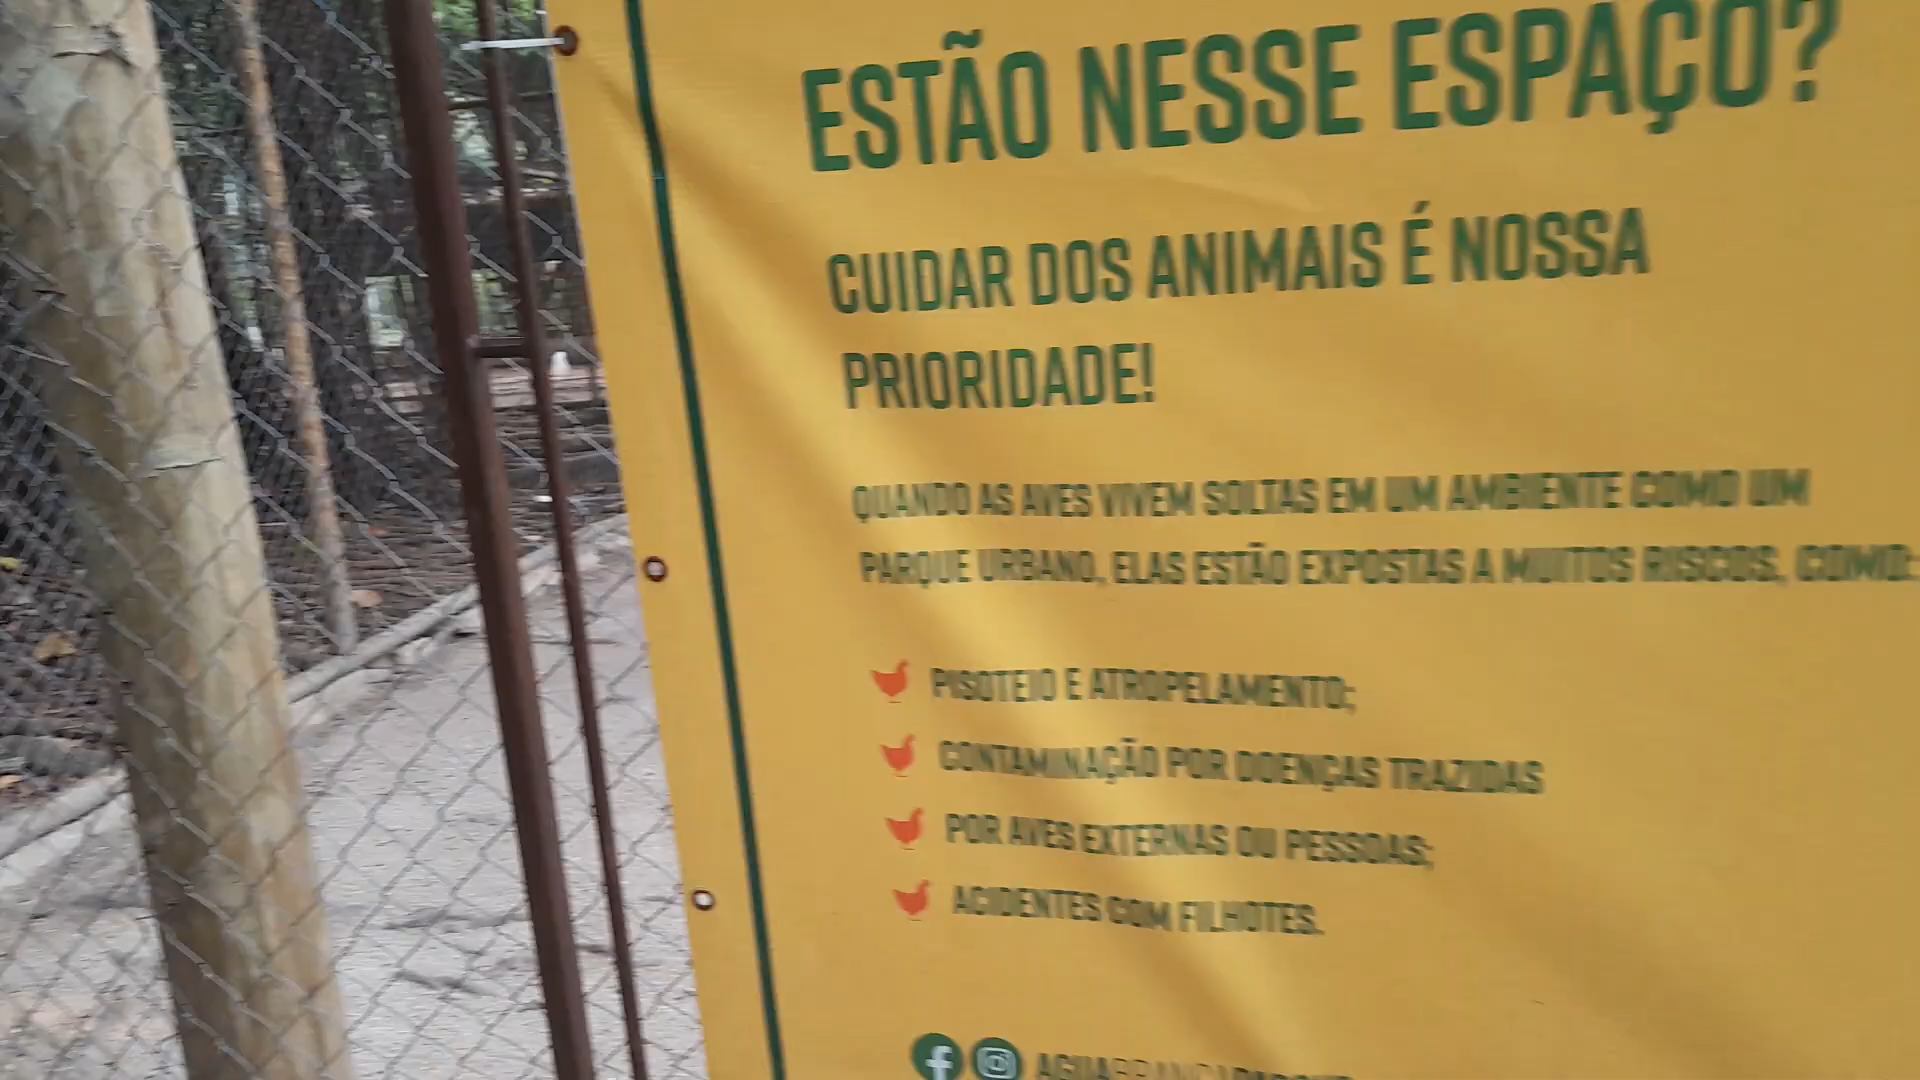 ESTÃO NESSE ESPAÇO?
CUIDAR DOS ANIMAIS É NOSSA
PRIORIDADE!
QUANDO AS AVES VIVEM SOLTAS EM UM AMBIENTE COMO UM
PARQUE URBANO, ELAS ESTÃO EXPOSTAS A MUITOS RISCOS, COMO:
PISOTEIO E ATROPELAMENTO;
CONTAMINAÇÃO POR DOENÇAS TRAZIDAS
POR AVES EXTERNAS OU PESSOAS;
ACIDENTES COM FILHOTES.